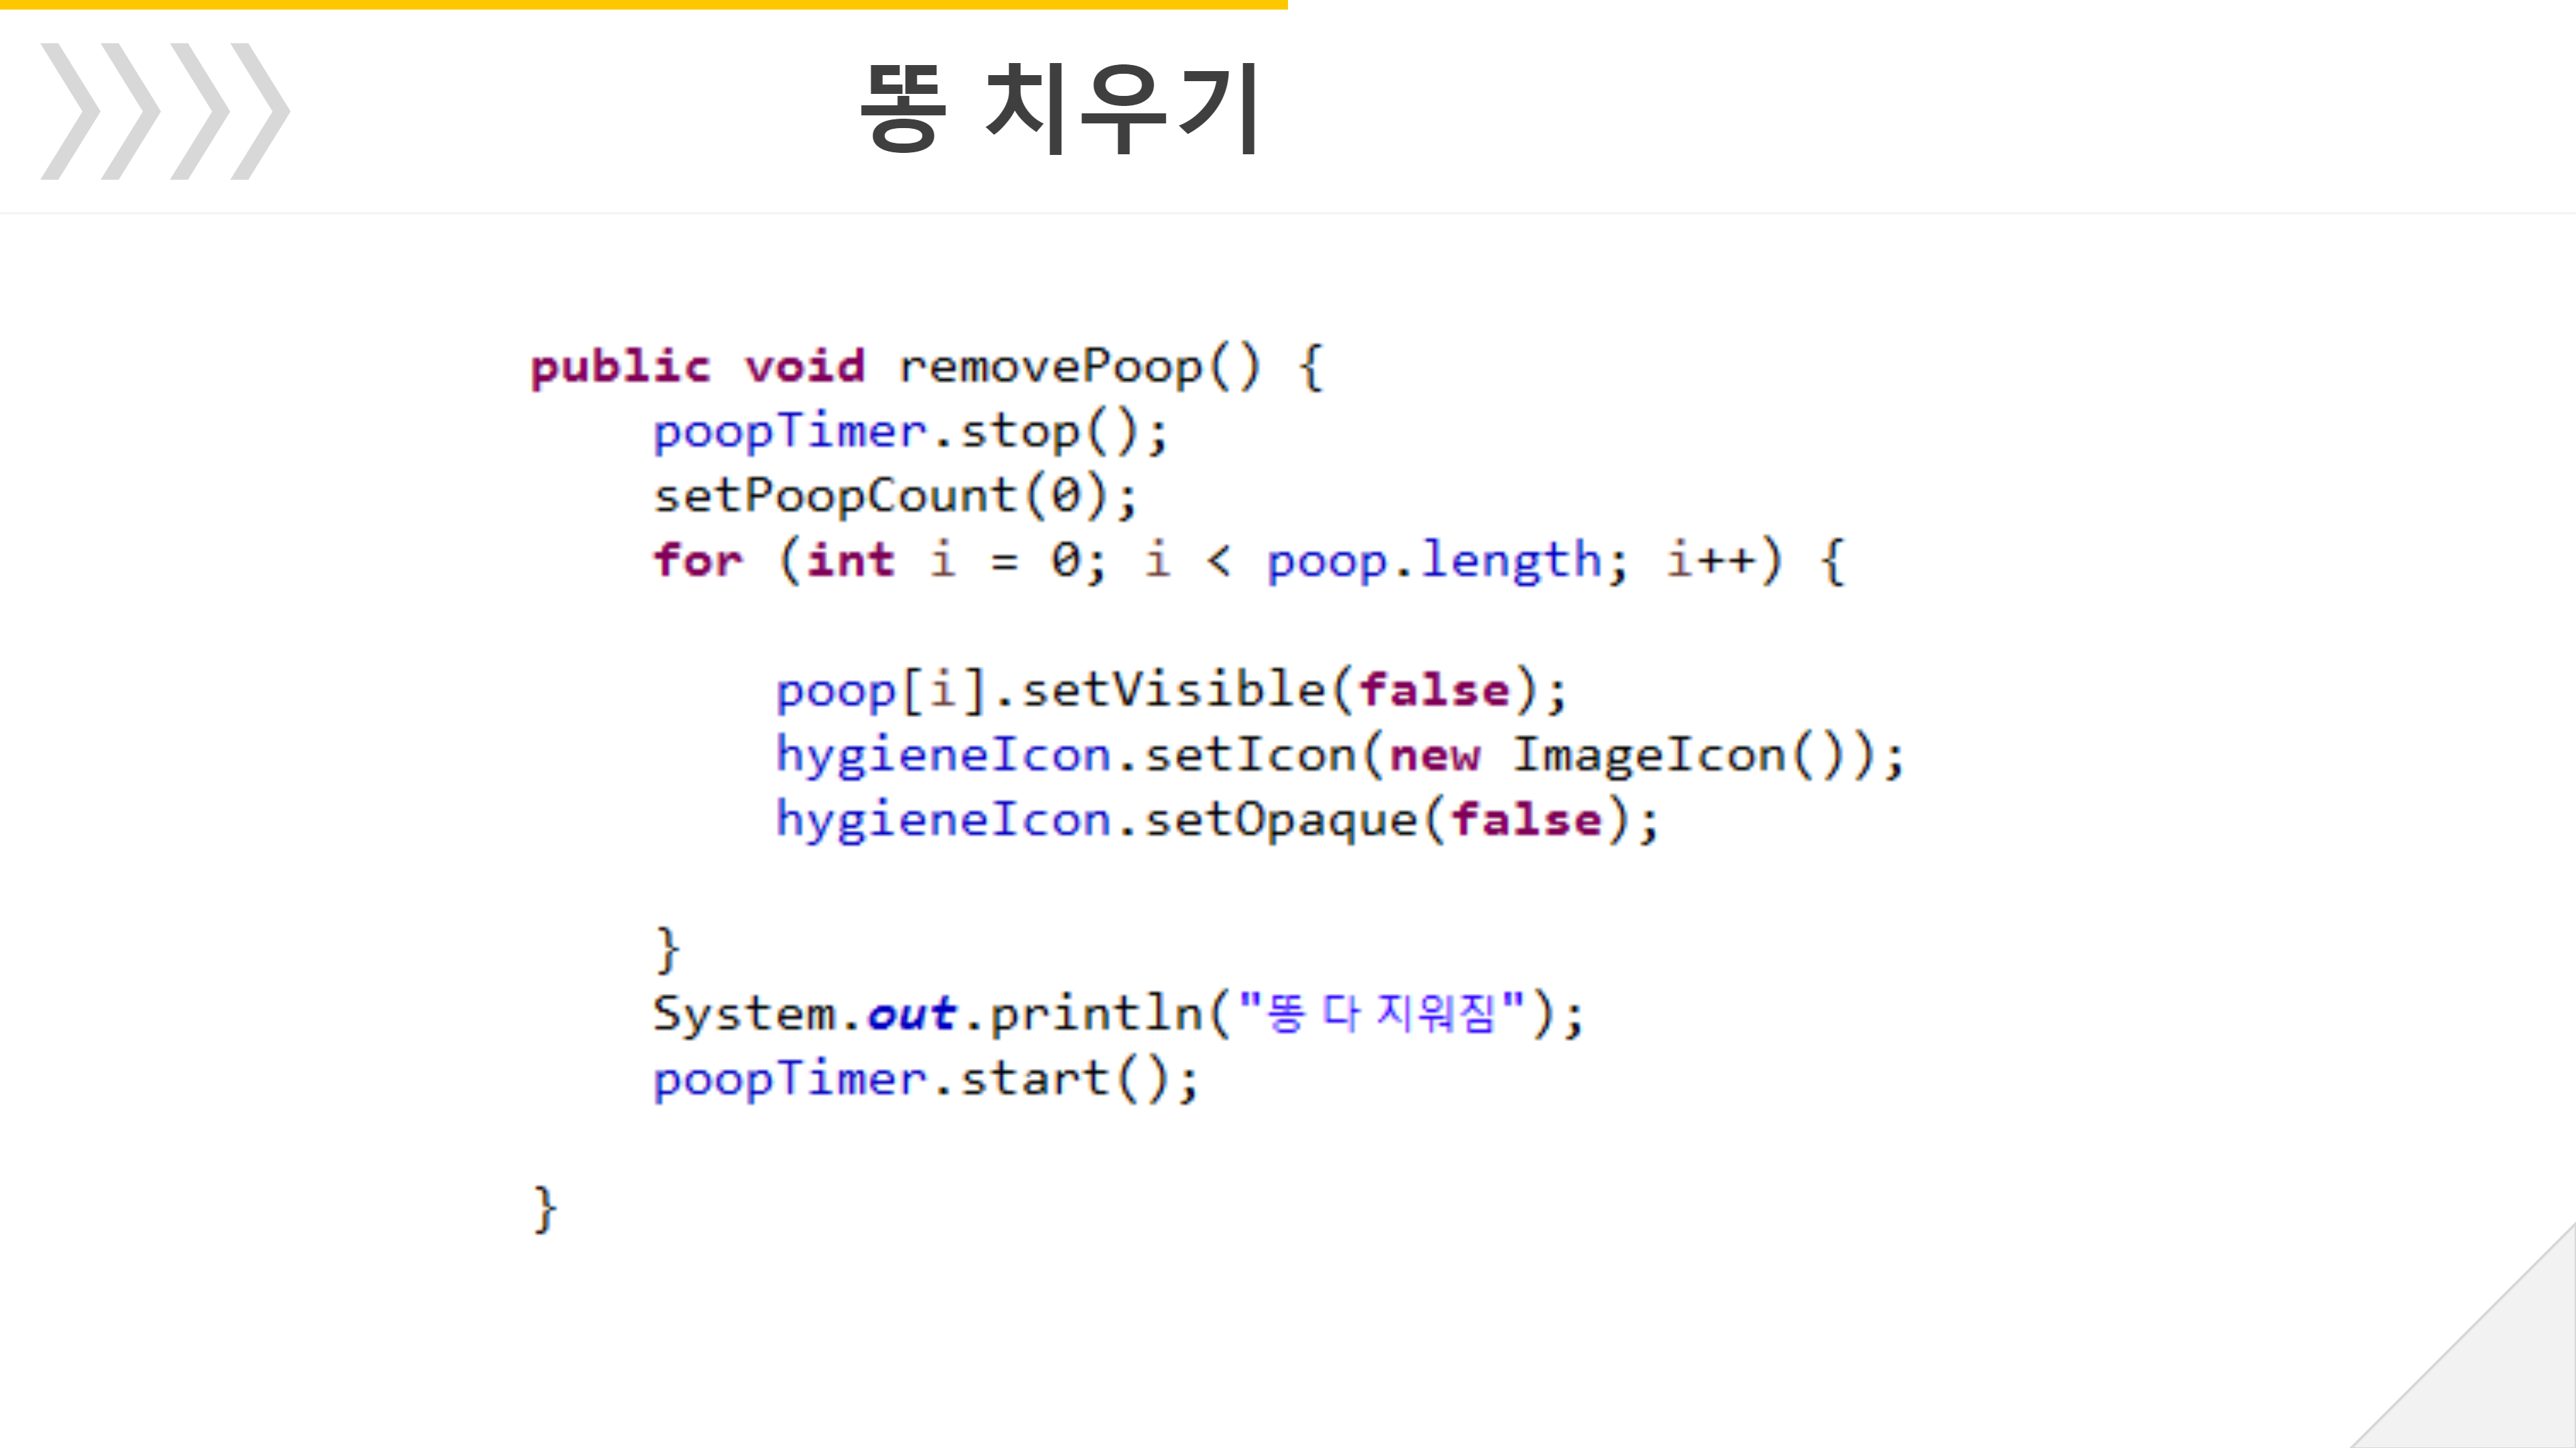 똥 치우기
public void removePoop() {
poopTimer.stop();
setPoopCount(0);
for (int i = 0; i < poop.length; i++) {
poop[i].setVisible(false);
hygieneIcon.setIcon(new ImageIcon());
hygieneIcon.setOpaque(false);
}
System.out.println("똥 다 지워짐");
poopTimer.start();
}